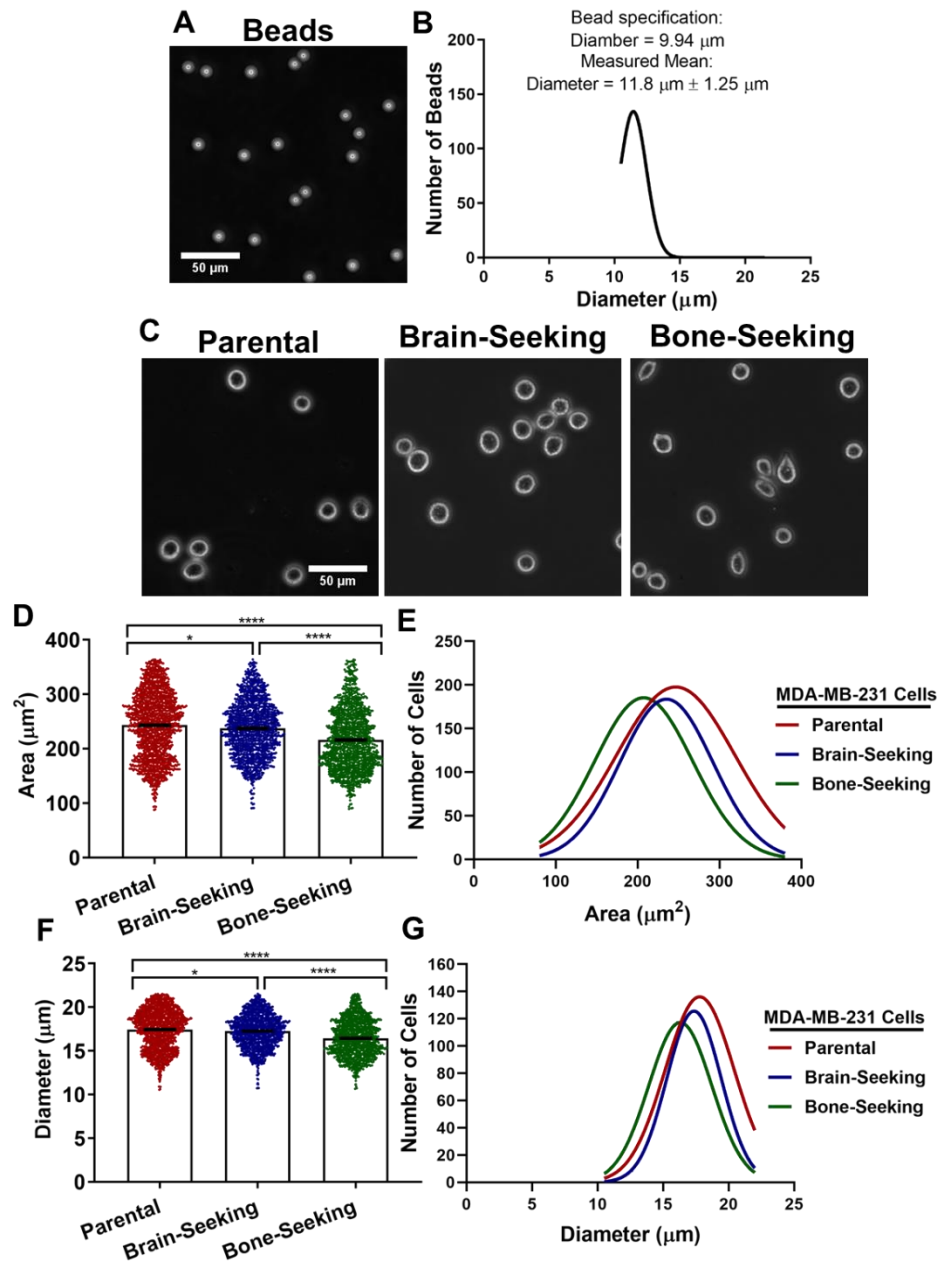 A
Beads
50 µm
B
Bead specification:
Diamber = 9.94 µm
Measured Mean:
Diameter = 11.8 µm ± 1.25 µm
Number of Beads
200
150
100
50
0
0 5 10 15 20 25
Diameter (µm)
C
Parental
Brain-Seeking
Bone-Seeking
50 µm
D
Area (µm²)
400
300
200
100
0
****
* ****
Parental
Brain-Seeking
Bone-Seeking
E
Number of Cells
250
200
150
100
50
0
0 100 200 300 400
Area (µm²)
MDA-MB-231 Cells
Parental
Brain-Seeking
Bone-Seeking
F
Diameter (µm)
25
20
15
10
5
0
****
* ****
Parental
Brain-Seeking
Bone-Seeking
G
Number of Cells
160
140
120
100
80
60
40
20
0
0 5 10 15 20 25
Diameter (µm)
MDA-MB-231 Cells
Parental
Brain-Seeking
Bone-Seeking